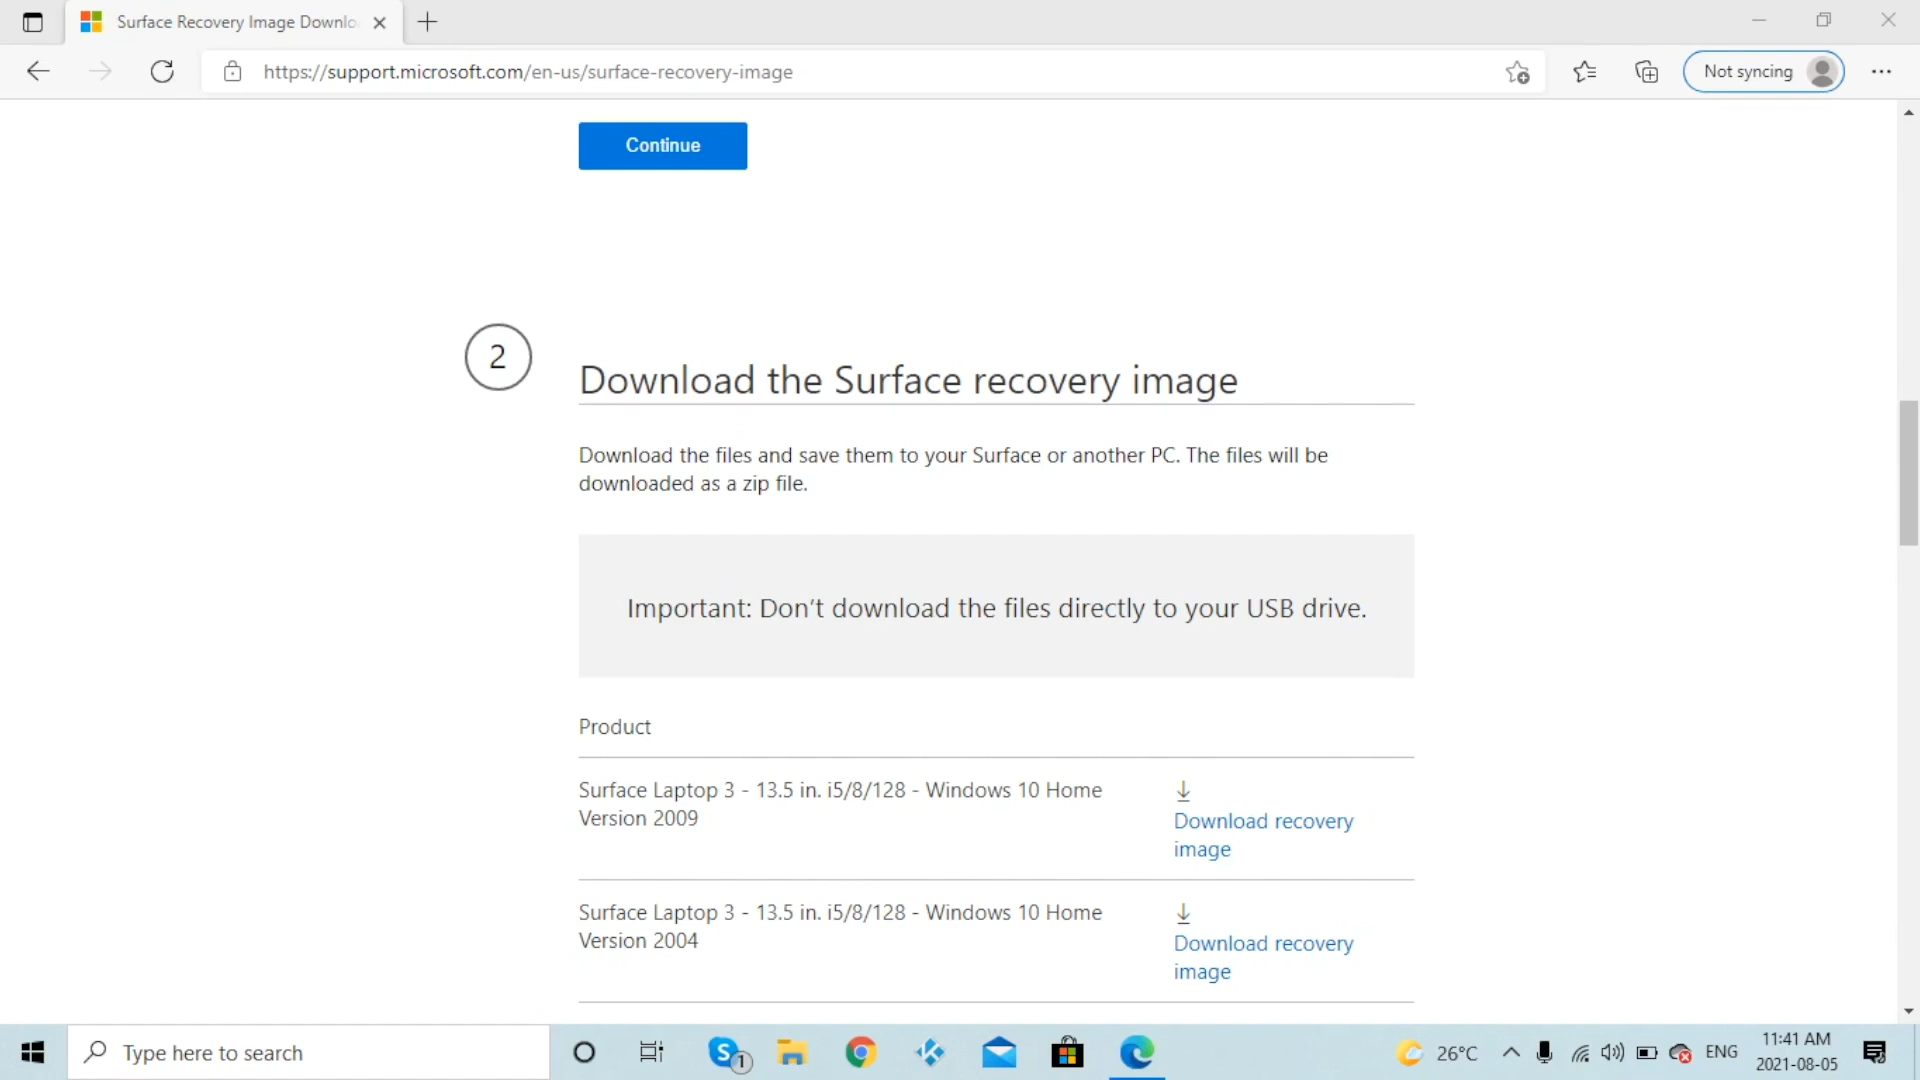 Surface Recovery Image Downlo
https://support.microsoft.com/en-us/surface-recovery-image
Not syncing
Continue
2
Download the Surface recovery image
Download the files and save them to your Surface or another PC. The files will be
downloaded as a zip file.
Important: Don't download the files directly to your USB drive.
Product
Surface Laptop 3 - 13.5 in. i5/8/128 - Windows 10 Home
Version 2009
Download recovery
image
Surface Laptop 3 - 13.5 in. i5/8/128 - Windows 10 Home
Version 2004
Download recovery
image
Type here to search
S
1
26°C
ENG
11:41 AM
2021-08-05